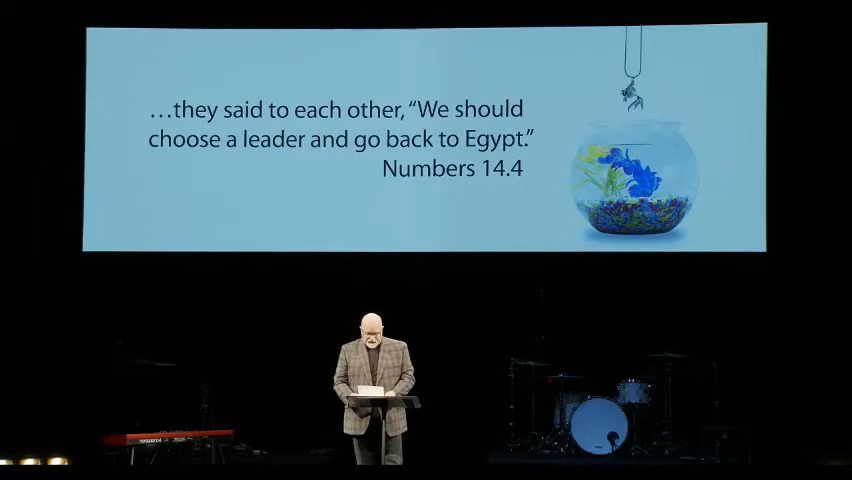 …they said to each other, “We should
choose a leader and go back to Egypt.”
Numbers 14.4